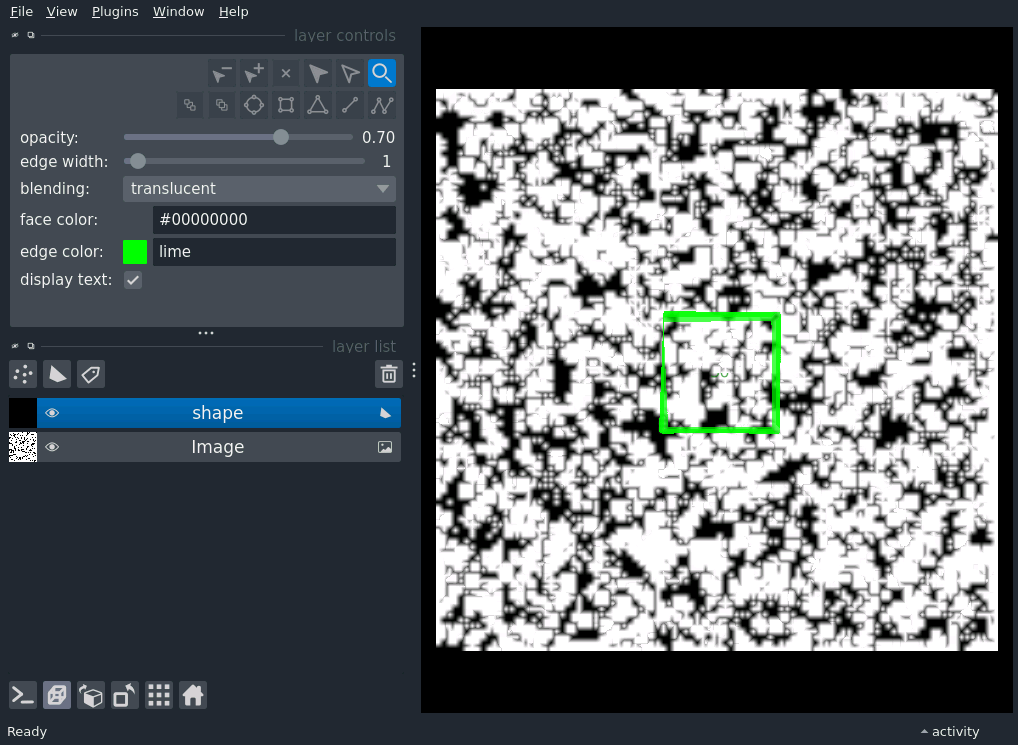 File View Plugins Window Help
layer controls
opacity: 0.70
edge width: 1
blending: translucent
face color: #00000000
edge color: lime
display text:
layer list
shape
Image
Ready
activity